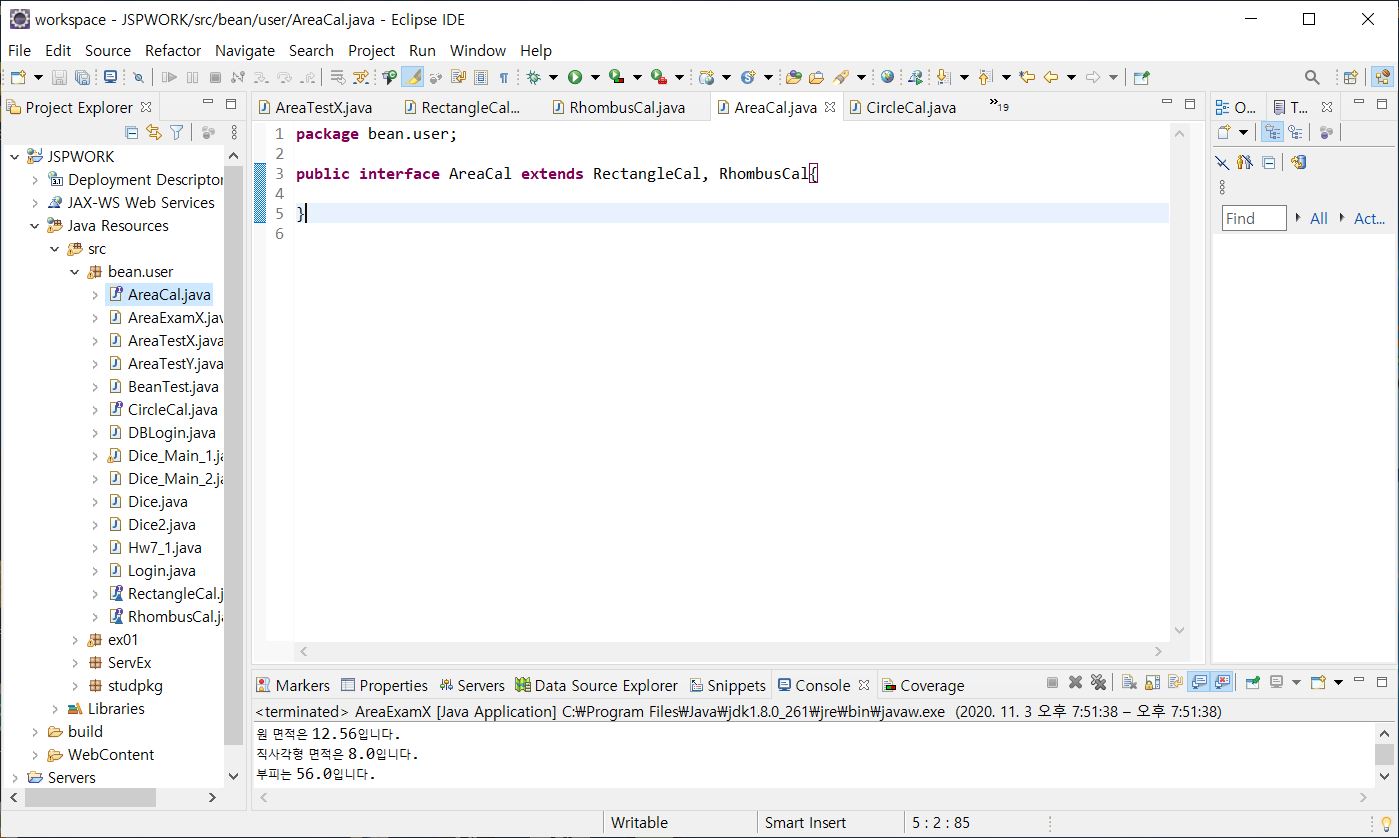 workspace - JSPWORK/src/bean/user/AreaCal.java - Eclipse IDE
File Edit Source Refactor Navigate Search Project Run Window Help
Project Explorer
JSPWORK
Deployment Descriptor
JAX-WS Web Services
Java Resources
src
bean.user
AreaCal.java
AreaExamX.jav
AreaTestX.java
AreaTestY.java
BeanTest.java
CircleCal.java
DBLogin.java
Dice_Main_1.ja
Dice_Main_2.ja
Dice.java
Dice2.java
Hw7_1.java
Login.java
RectangleCal.j
RhombusCal.ja
ex01
ServEx
studpkg
Libraries
build
WebContent
Servers
AreaTestX.java RectangleCal... RhombusCal.java AreaCal.java CircleCal.java »19
1 package bean.user;
2
3 public interface AreaCal extends RectangleCal, RhombusCal{
4
5 }
6
O... T...
Find All Act...
Markers Properties Servers Data Source Explorer Snippets Console Coverage
<terminated> AreaExamX [Java Application] C:₩Program Files₩Java₩jdk1.8.0_261₩jre₩bin₩javaw.exe (2020. 11. 3 오후 7:51:38 – 오후 7:51:38)
원 면적은 12.56입니다.
직사각형 면적은 8.0입니다.
부피는 56.0입니다.
Writable Smart Insert 5 : 2 : 85